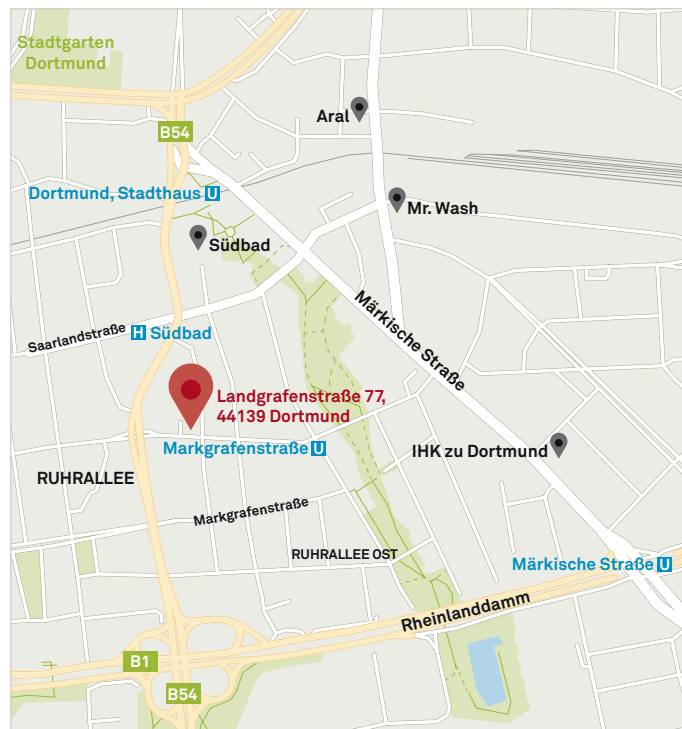 Stadtgarten
Dortmund
Aral
B54
Dortmund, Stadthaus U
Mr. Wash
Südbad
Märkische Straße
Saarlandstraße
H Südbad
Landgrafenstraße 77,
44139 Dortmund
Markgrafenstraße U
IHK zu Dortmund
RUHRALLEE
Markgrafenstraße
RUHRALLEE OST
Märkische Straße U
Rheinlanddamm
B1
B54